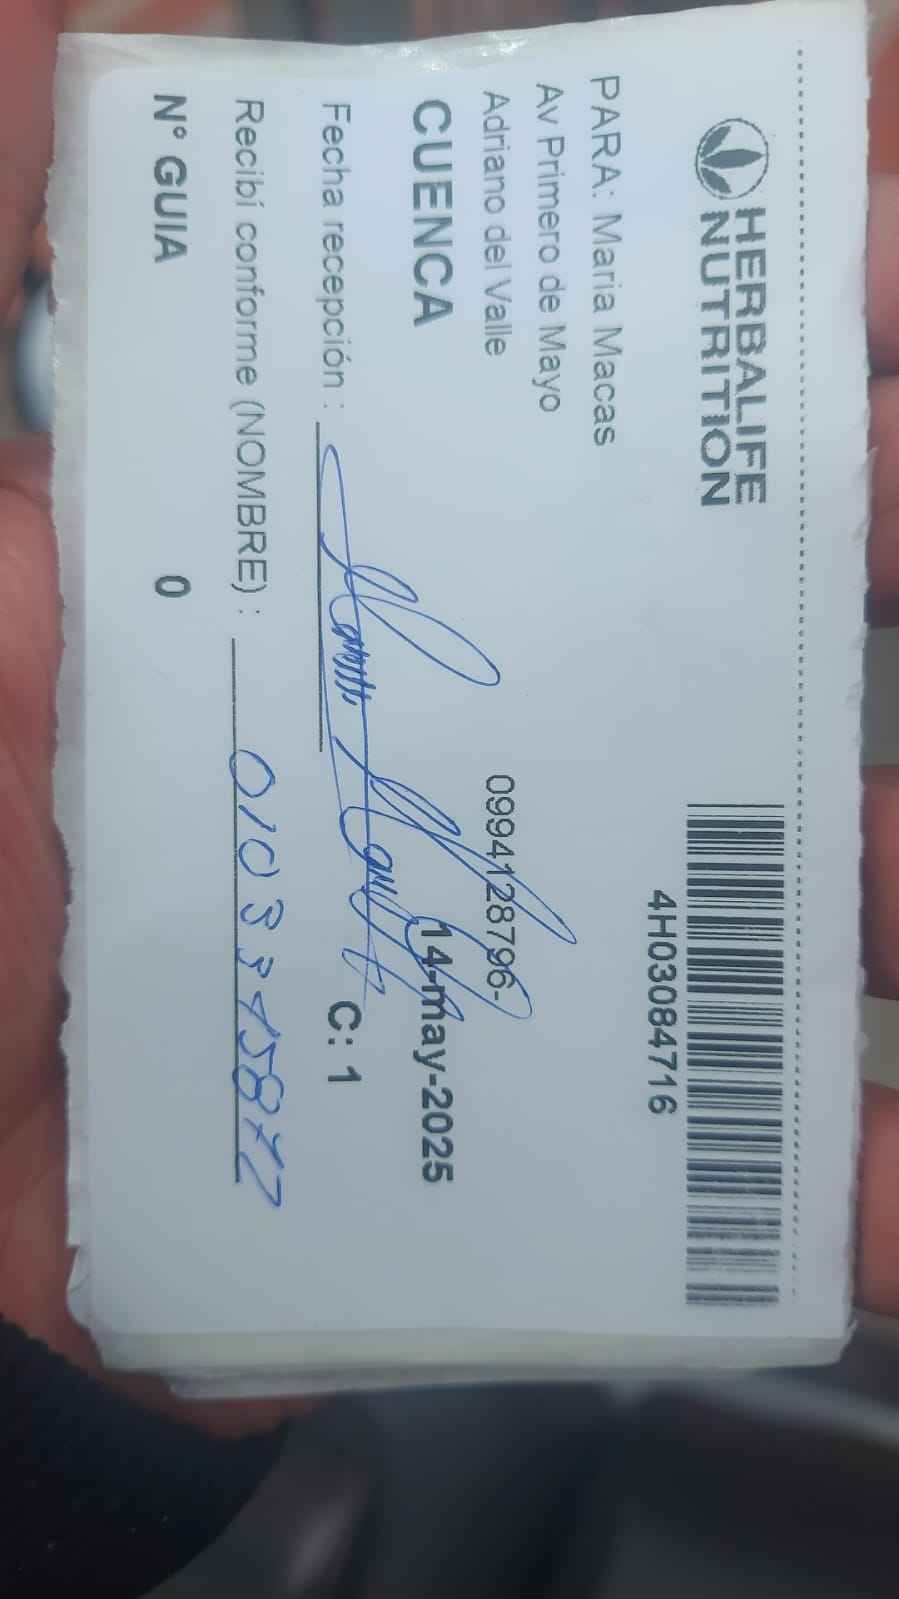 HERBALIFE
NUTRITION
4H03084716
PARA: Maria Macas
Av Primero de Mayo
Adriano del Valle
0994128796-
CUENCA
14-may-2025
Fecha recepción :
C: 1
Recibí conforme (NOMBRE) :
N° GUIA 0